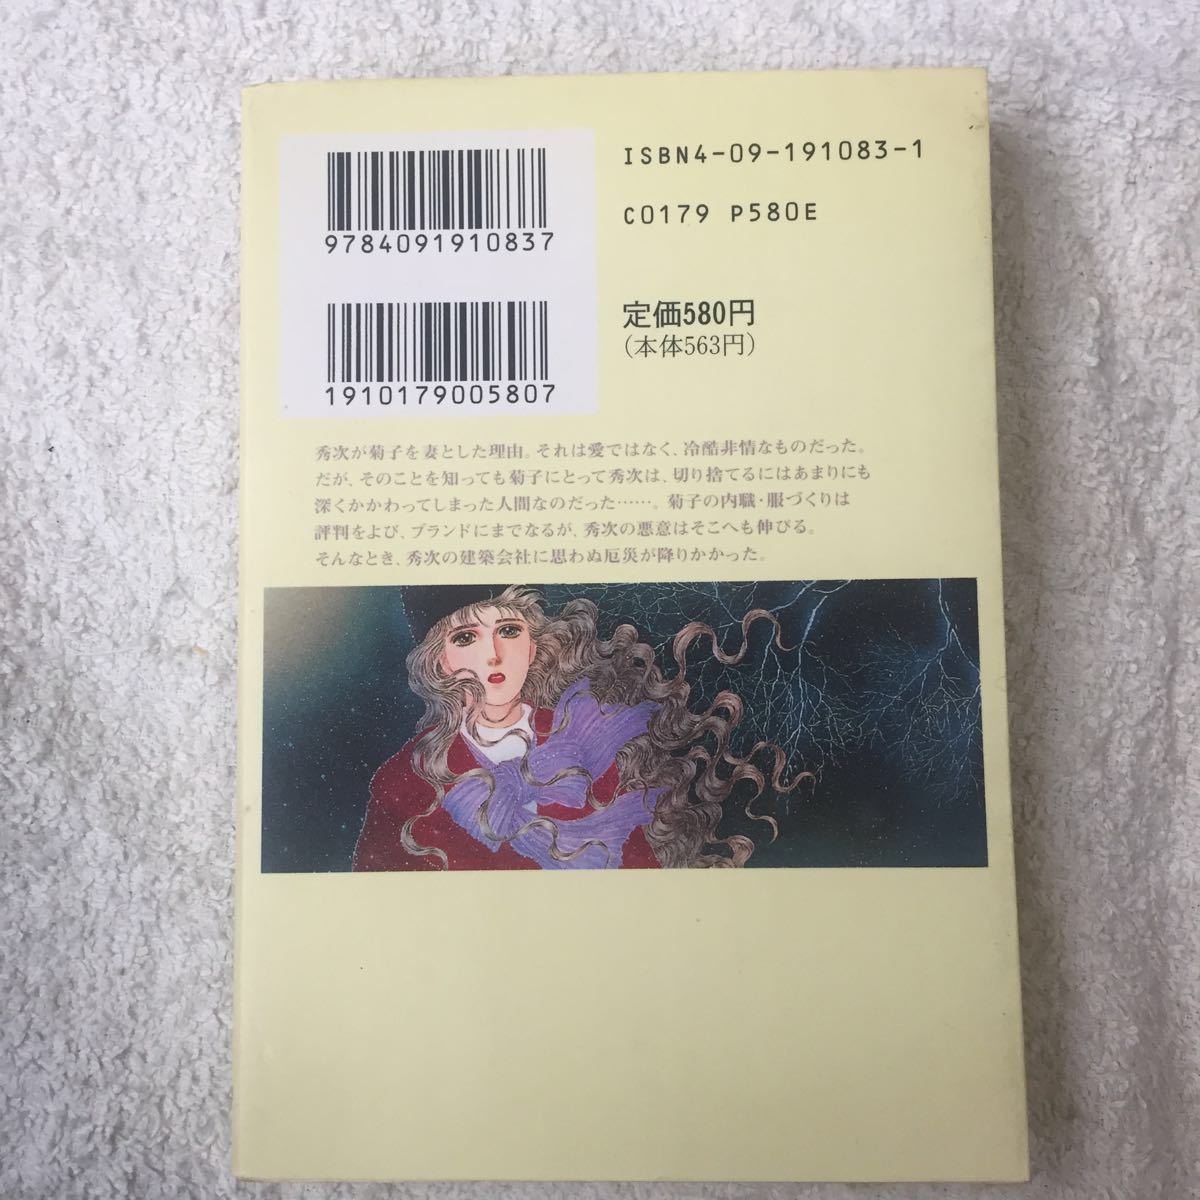 ISBN4-09-191083-1
C0179 P580E
9784091910837
定価580円
(本体563円)
1910179005807
秀次が菊子を妻とした理由。それは愛ではなく、冷酷非情なものだった。
だが、そのことを知っても菊子にとって秀次は、切り捨てるにはあまりにも
深くかかわってしまった人間なのだった……。菊子の内職・服づくりは
評判をよび、ブランドにまでなるが、秀次の悪意はそこへも伸びる。
そんなとき、秀次の建築会社に思わぬ厄災が降りかかった。